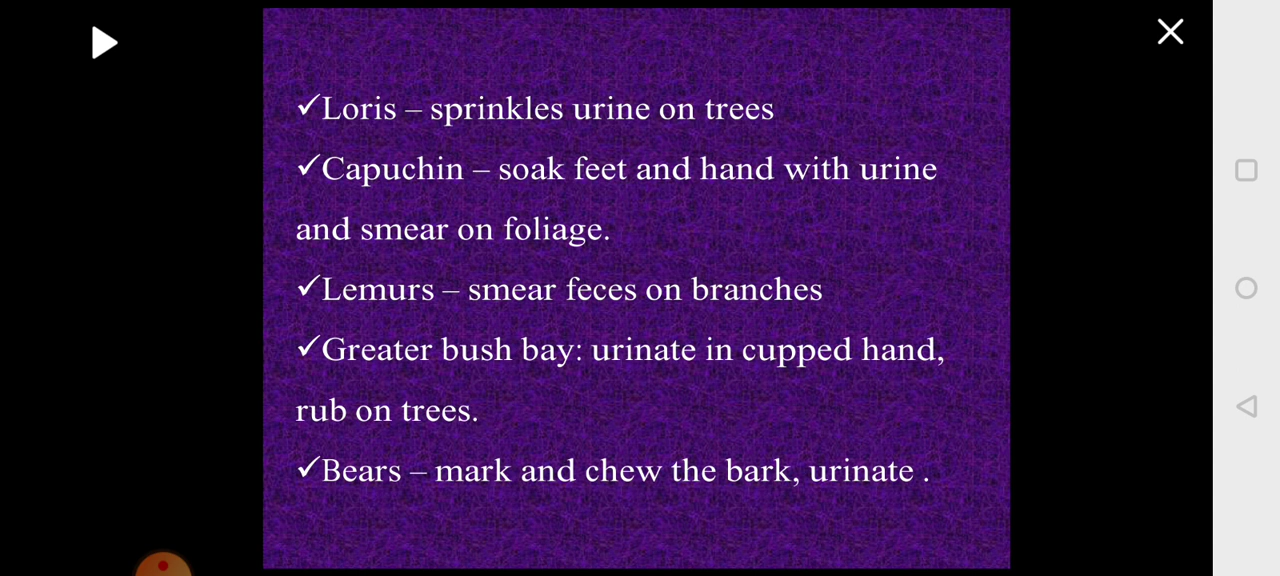 ✓Loris – sprinkles urine on trees
✓Capuchin – soak feet and hand with urine
and smear on foliage.
✓Lemurs – smear feces on branches
✓Greater bush bay: urinate in cupped hand,
rub on trees.
✓Bears – mark and chew the bark, urinate .